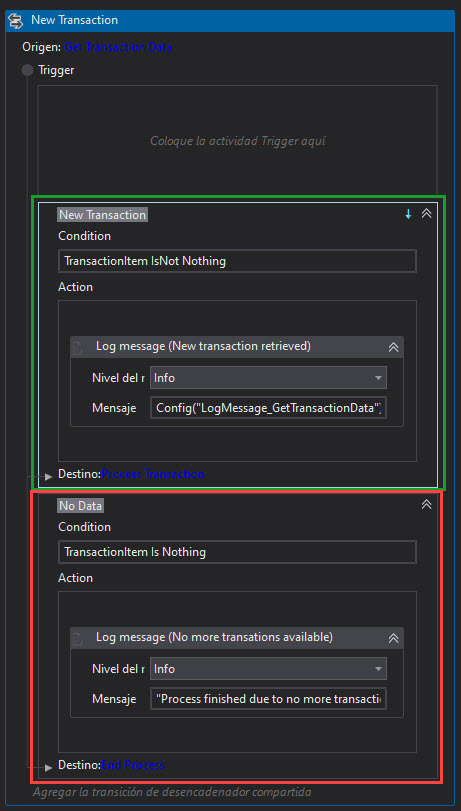 New Transaction
Origen: Get Transaction Data
Trigger
Coloque la actividad Trigger aquí
New Transaction
Condition
TransactionItem IsNot Nothing
Action
Log message (New transaction retrieved)
Nivel del r Info
Mensaje Config("LogMessage_GetTransactionData")
Destino:Process Transaction
No Data
Condition
TransactionItem Is Nothing
Action
Log message (No more transations available)
Nivel del r Info
Mensaje "Process finished due to no more transacti
Destino:End Process
Agregar la transición de desencadenador compartida